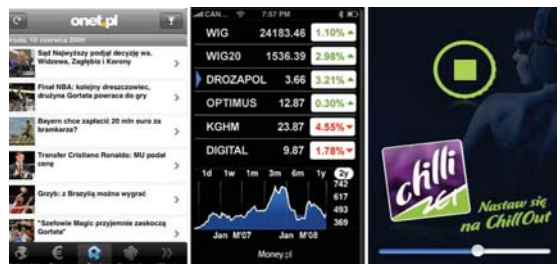 onet.pl
środa, 10 czerwca 2009
Sąd Najwyższy podjął decyzję ws.
Widzewa, Zagłębia i Korony
Finał NBA: kolejny dreszczowiec,
drużyna Gortata powraca do gry
Bayern chce zapłacić 20 mln euro za
bramkarza?
Transfer Cristiano Ronaldo: MU podał
cenę
Grzyb: z Brazylią można wygrać
"Szefowie Magic przyjemnie zaskoczą
Gortata"
CAN... 7:57 PM
WIG 24183.46 1.10%
WIG20 1536.39 2.98%
DROZAPOL 3.66 3.21%
OPTIMUS 12.87 0.30%
KGHM 23.87 4.55%
DIGITAL 9.87 1.78%
1d 1w 1m 3m 6m 1y 2y
742
617
493
369
Jan M'07 Jan M'08
Money.pl
chilli
ZET
Nastaw się
na ChillOut